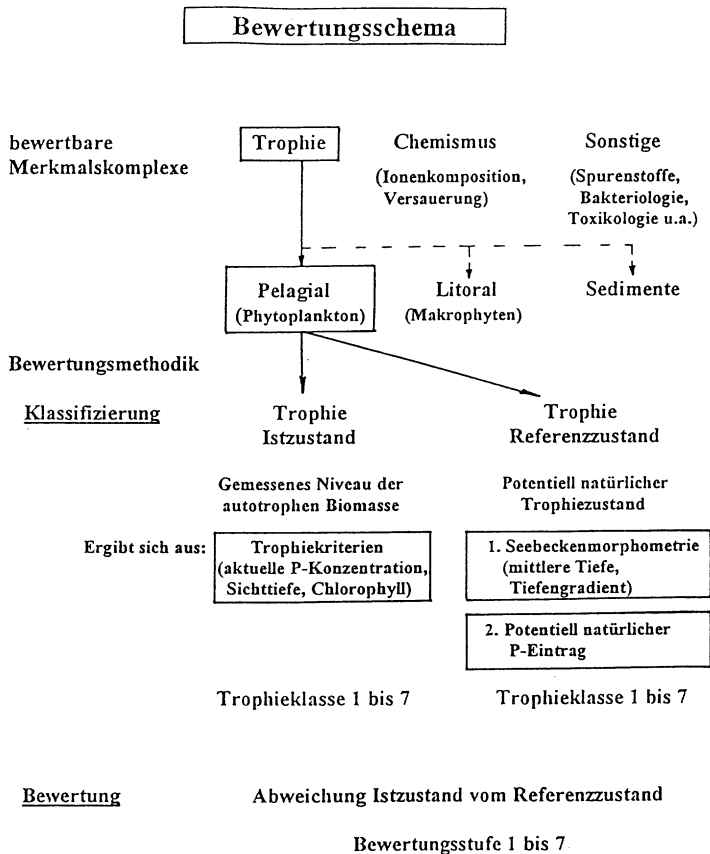 Bewertungsschema
bewertbare
Merkmalskomplexe
Trophie
Chemismus
(Ionenkomposition,
Versauerung)
Sonstige
(Spurenstoffe,
Bakteriologie,
Toxikologie u.a.)
Pelagial
(Phytoplankton)
Litoral
(Makrophyten)
Sedimente
Bewertungsmethodik
Klassifizierung
Trophie
Istzustand
Trophie
Referenzzustand
Gemessenes Niveau der
autotrophen Biomasse
Potentiell natürlicher
Trophiezustand
Ergibt sich aus:
Trophiekriterien
(aktuelle P-Konzentration,
Sichttiefe, Chlorophyll)
1. Seebeckenmorphometrie
(mittlere Tiefe,
Tiefengradient)
2. Potentiell natürlicher
P-Eintrag
Trophieklasse 1 bis 7
Trophieklasse 1 bis 7
Bewertung
Abweichung Istzustand vom Referenzzustand
Bewertungsstufe 1 bis 7